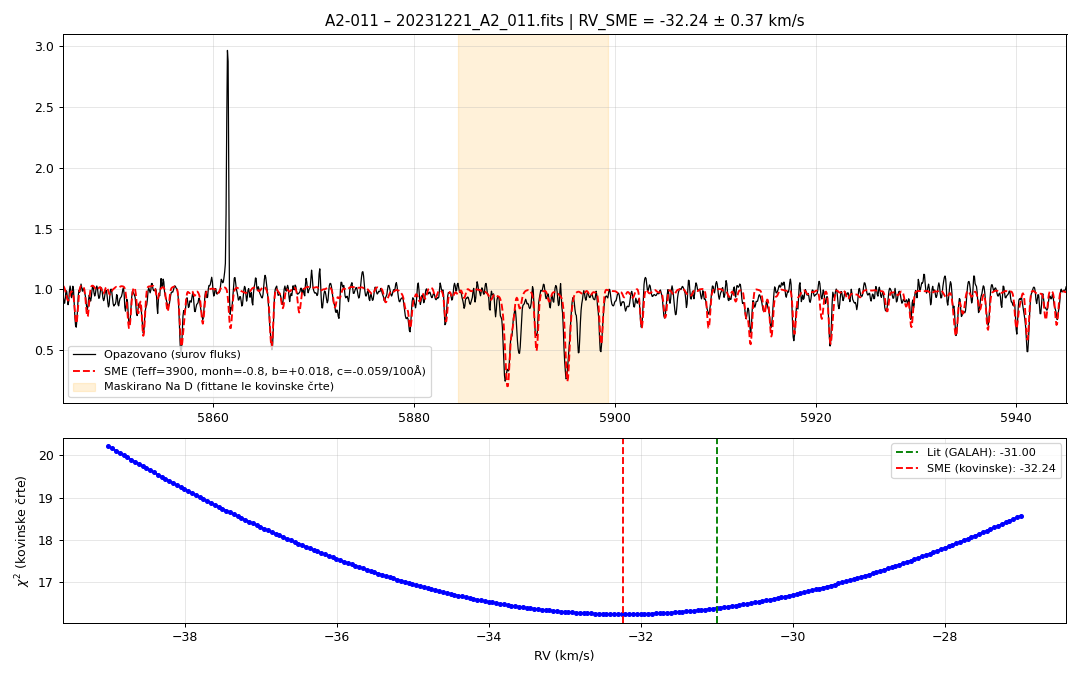 A2-011 – 20231221_A2_011.fits | RV_SME = -32.24 ± 0.37 km/s
3.0
2.5
2.0
1.5
1.0
0.5
Opazovano (surov fluks)
SME (Teff=3900, monh=-0.8, b=+0.018, c=-0.059/100Å)
Maskirano Na D (fittane le kovinske črte)
5860 5880 5900 5920 5940
20
19
18
17
χ² (kovinske črte)
Lit (GALAH): -31.00
SME (kovinske): -32.24
−38 −36 −34 −32 −30 −28
RV (km/s)